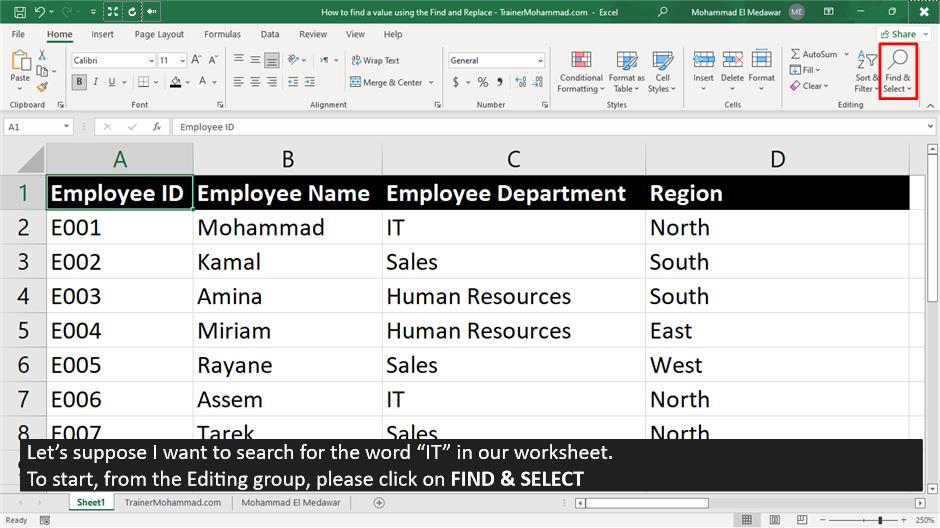 How to find a value using the Find and Replace - TrainerMohammad.com - Excel
Mohammad El Medawar ME
File Home Insert Page Layout Formulas Data Review View Help Share
Paste
Calibri 11 A A
B I U A
ab Wrap Text
Merge & Center
General
$ % ,
Conditional Formatting
Format as Table
Cell Styles
Insert Delete Format
AutoSum
Fill
Clear
Sort & Filter
Find & Select
Clipboard Font Alignment Number Styles Cells Editing
A1 fx Employee ID
A B C D
1 Employee ID Employee Name Employee Department Region
2 E001 Mohammad IT North
3 E002 Kamal Sales South
4 E003 Amina Human Resources South
5 E004 Miriam Human Resources East
6 E005 Rayane Sales West
7 E006 Assem IT North
8 E007 Tarek Sales North
Let's suppose I want to search for the word “IT” in our worksheet.
To start, from the Editing group, please click on FIND & SELECT
Sheet1 TrainerMohammad.com Mohammad El Medawar
Ready 250%